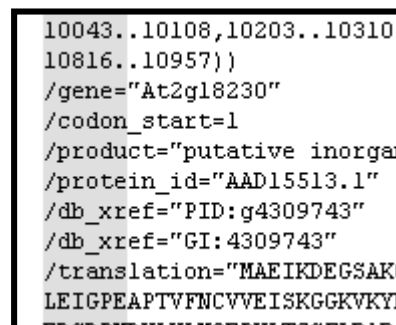 10043..10108,10203..10310
10816..10957))
/gene="At2g18230"
/codon_start=1
/product="putative inorga
/protein_id="AAD15513.1"
/db_xref="PID:g4309743"
/db_xref="GI:4309743"
/translation="MAEIKDEGSAK
LEIGPEAPTVFNCVVEISKGGKVKY